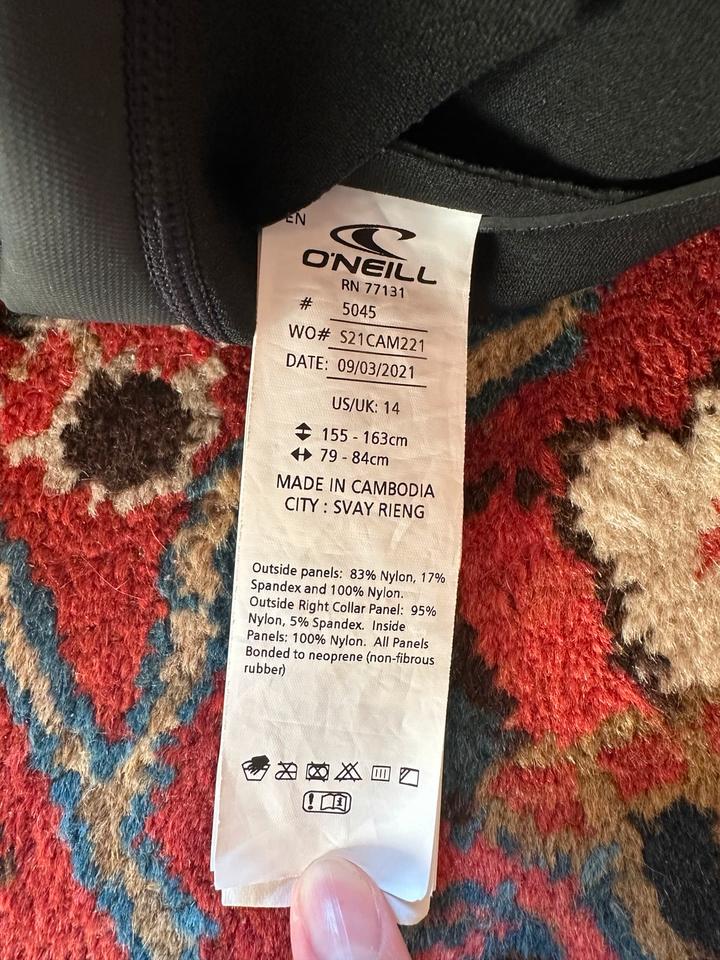 EN
O'NEILL
RN 77131
# 5045
WO# S21CAM221
DATE: 09/03/2021
US/UK: 14
155 - 163cm
79 - 84cm
MADE IN CAMBODIA
CITY : SVAY RIENG
Outside panels: 83% Nylon, 17%
Spandex and 100% Nylon.
Outside Right Collar Panel: 95%
Nylon, 5% Spandex. Inside
Panels: 100% Nylon. All Panels
Bonded to neoprene (non-fibrous
rubber)